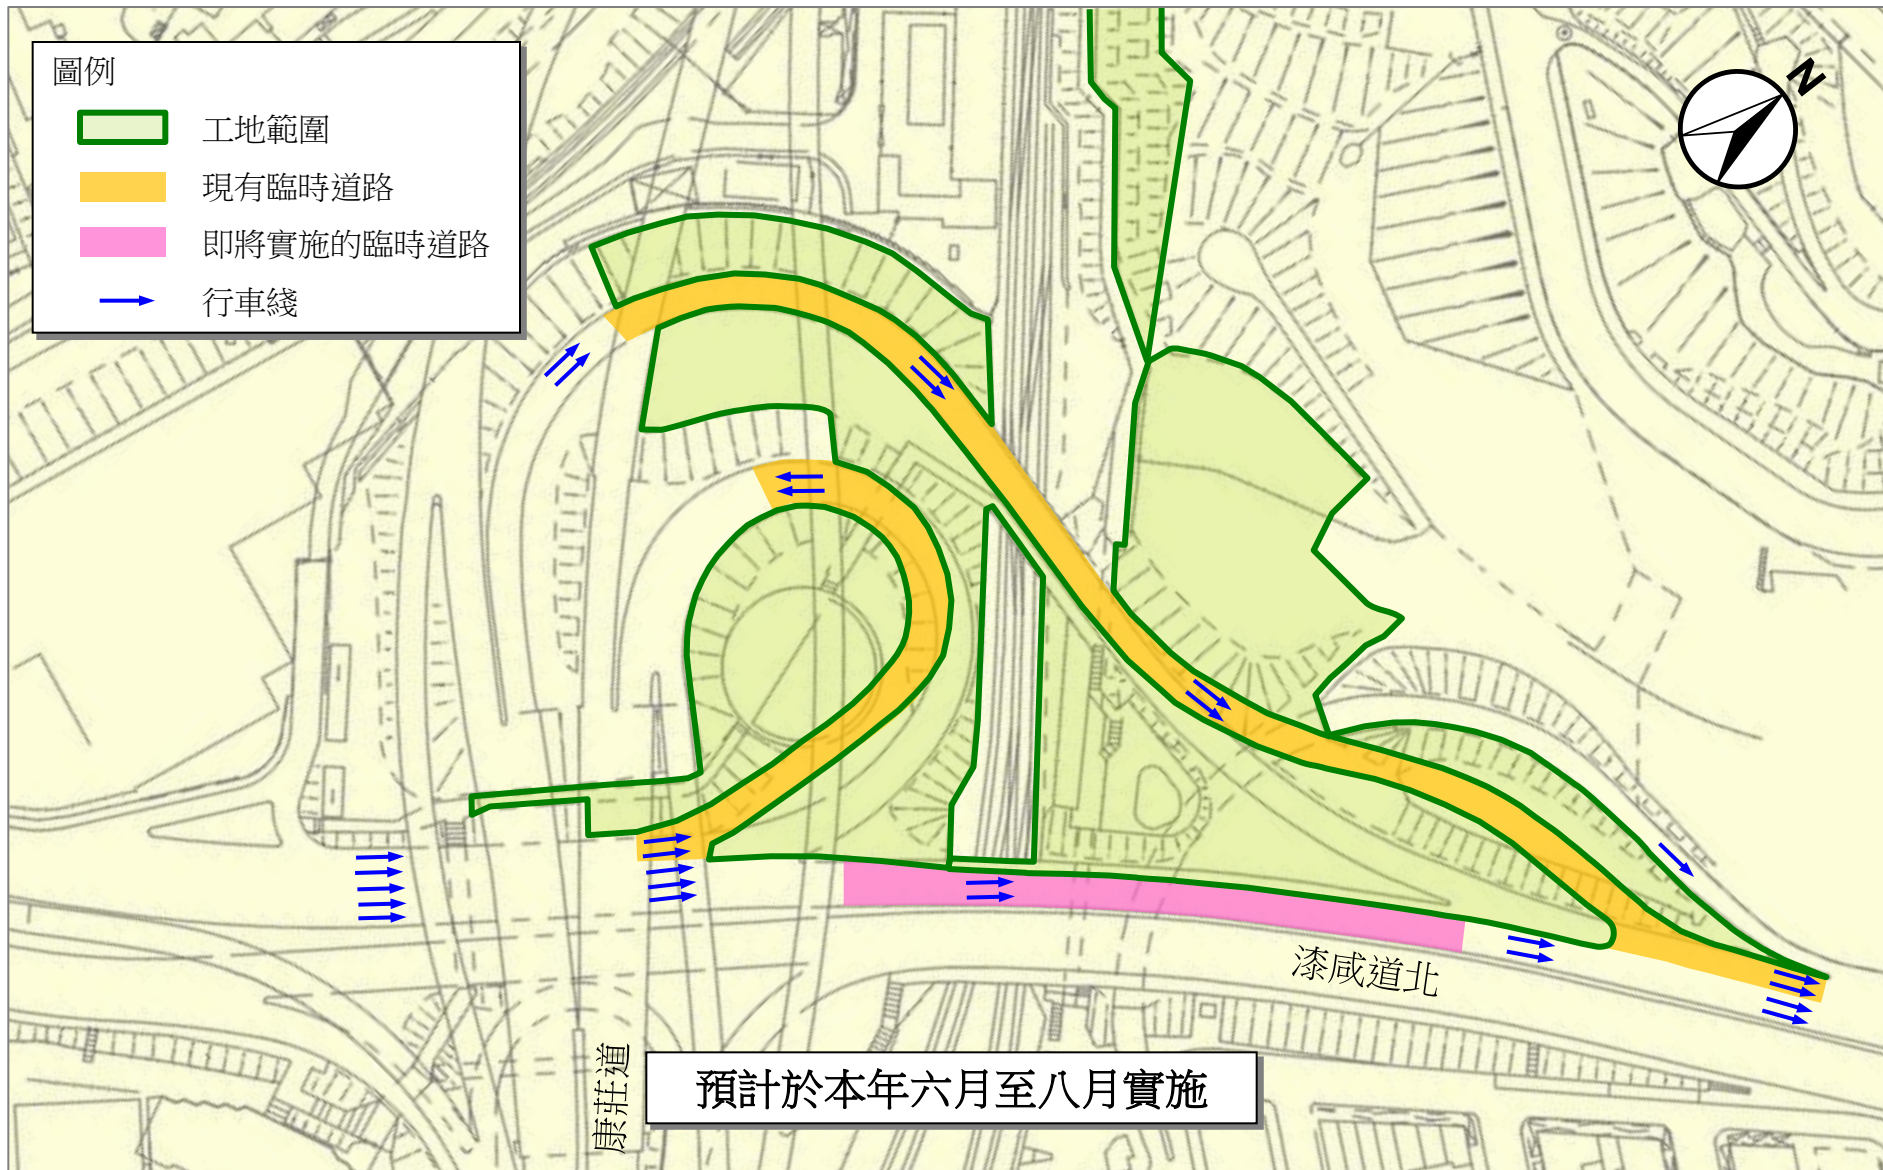 圖例
工地範圍
現有臨時道路
即將實施的臨時道路
行車綫
N
漆咸道北
康莊道
預計於本年六月至八月實施